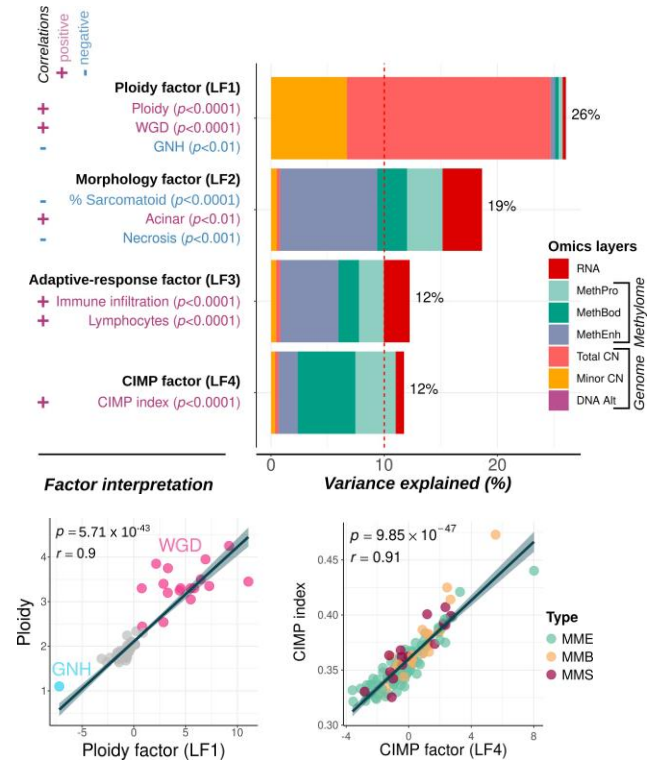 Correlations
+ positive
- negative
Ploidy factor (LF1)
+ Ploidy (p<0.0001)
+ WGD (p<0.0001)
- GNH (p<0.01)
26%
Morphology factor (LF2)
- % Sarcomatoid (p<0.0001)
+ Acinar (p<0.01)
- Necrosis (p<0.001)
19%
Adaptive-response factor (LF3)
+ Immune infiltration (p<0.0001)
+ Lymphocytes (p<0.0001)
12%
CIMP factor (LF4)
+ CIMP index (p<0.0001)
12%
Omics layers
RNA
MethPro
MethBod
MethEnh
Total CN
Minor CN
DNA Alt
Methylome
Genome
0 10 20
Factor interpretation
Variance explained (%)
p = 5.71 x 10-43
r = 0.9
WGD
GNH
Ploidy
4
3
2
1
-5 0 5 10
Ploidy factor (LF1)
p = 9.85 × 10−47
r = 0.91
CIMP index
0.45
0.40
0.35
0.30
-4 0 4 8
CIMP factor (LF4)
Type
MME
MMB
MMS